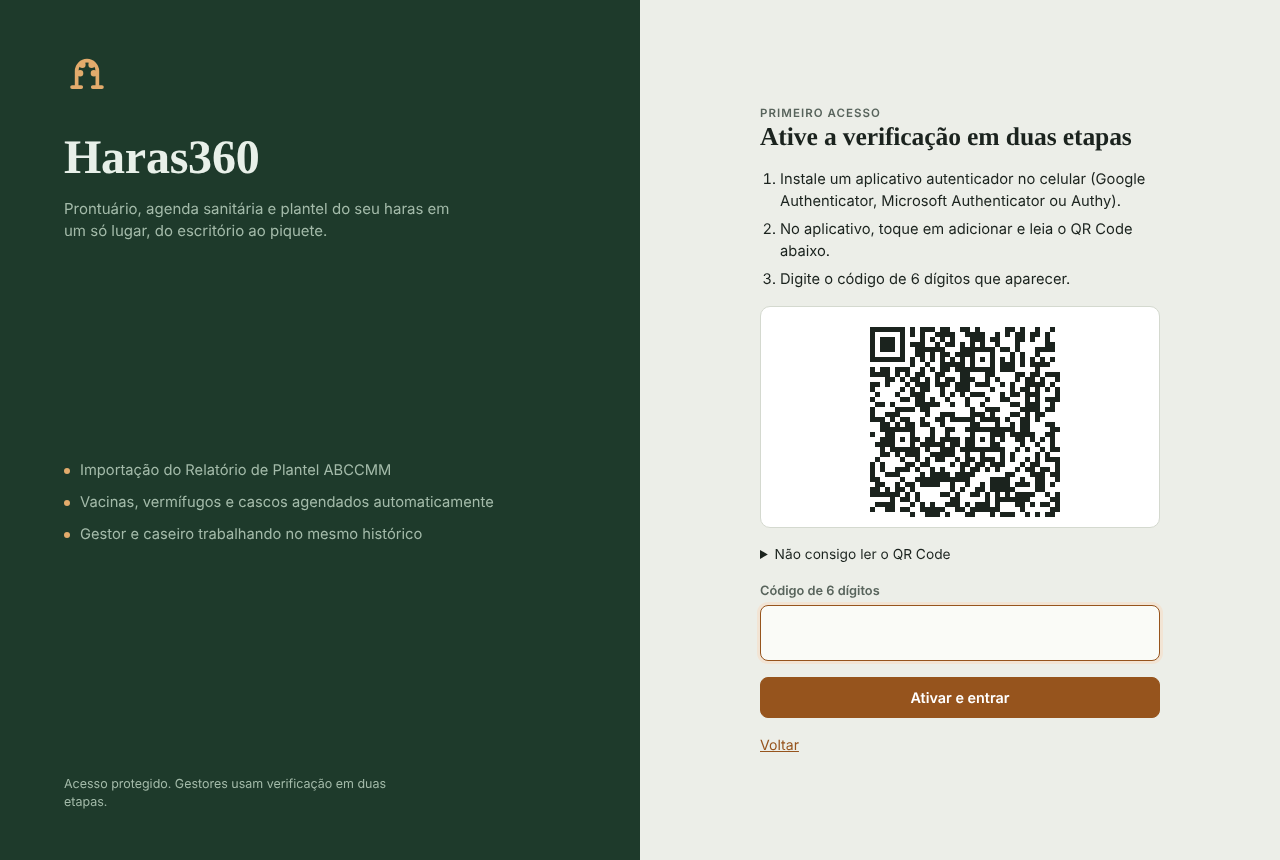 Haras360
Prontuário, agenda sanitária e plantel do seu haras em
um só lugar, do escritório ao piquete.
Importação do Relatório de Plantel ABCCMM
Vacinas, vermífugos e cascos agendados automaticamente
Gestor e caseiro trabalhando no mesmo histórico
Acesso protegido. Gestores usam verificação em duas
etapas.
PRIMEIRO ACESSO
Ative a verificação em duas etapas
1. Instale um aplicativo autenticador no celular (Google
Authenticator, Microsoft Authenticator ou Authy).
2. No aplicativo, toque em adicionar e leia o QR Code
abaixo.
3. Digite o código de 6 dígitos que aparecer.
Não consigo ler o QR Code
Código de 6 dígitos
Ativar e entrar
Voltar